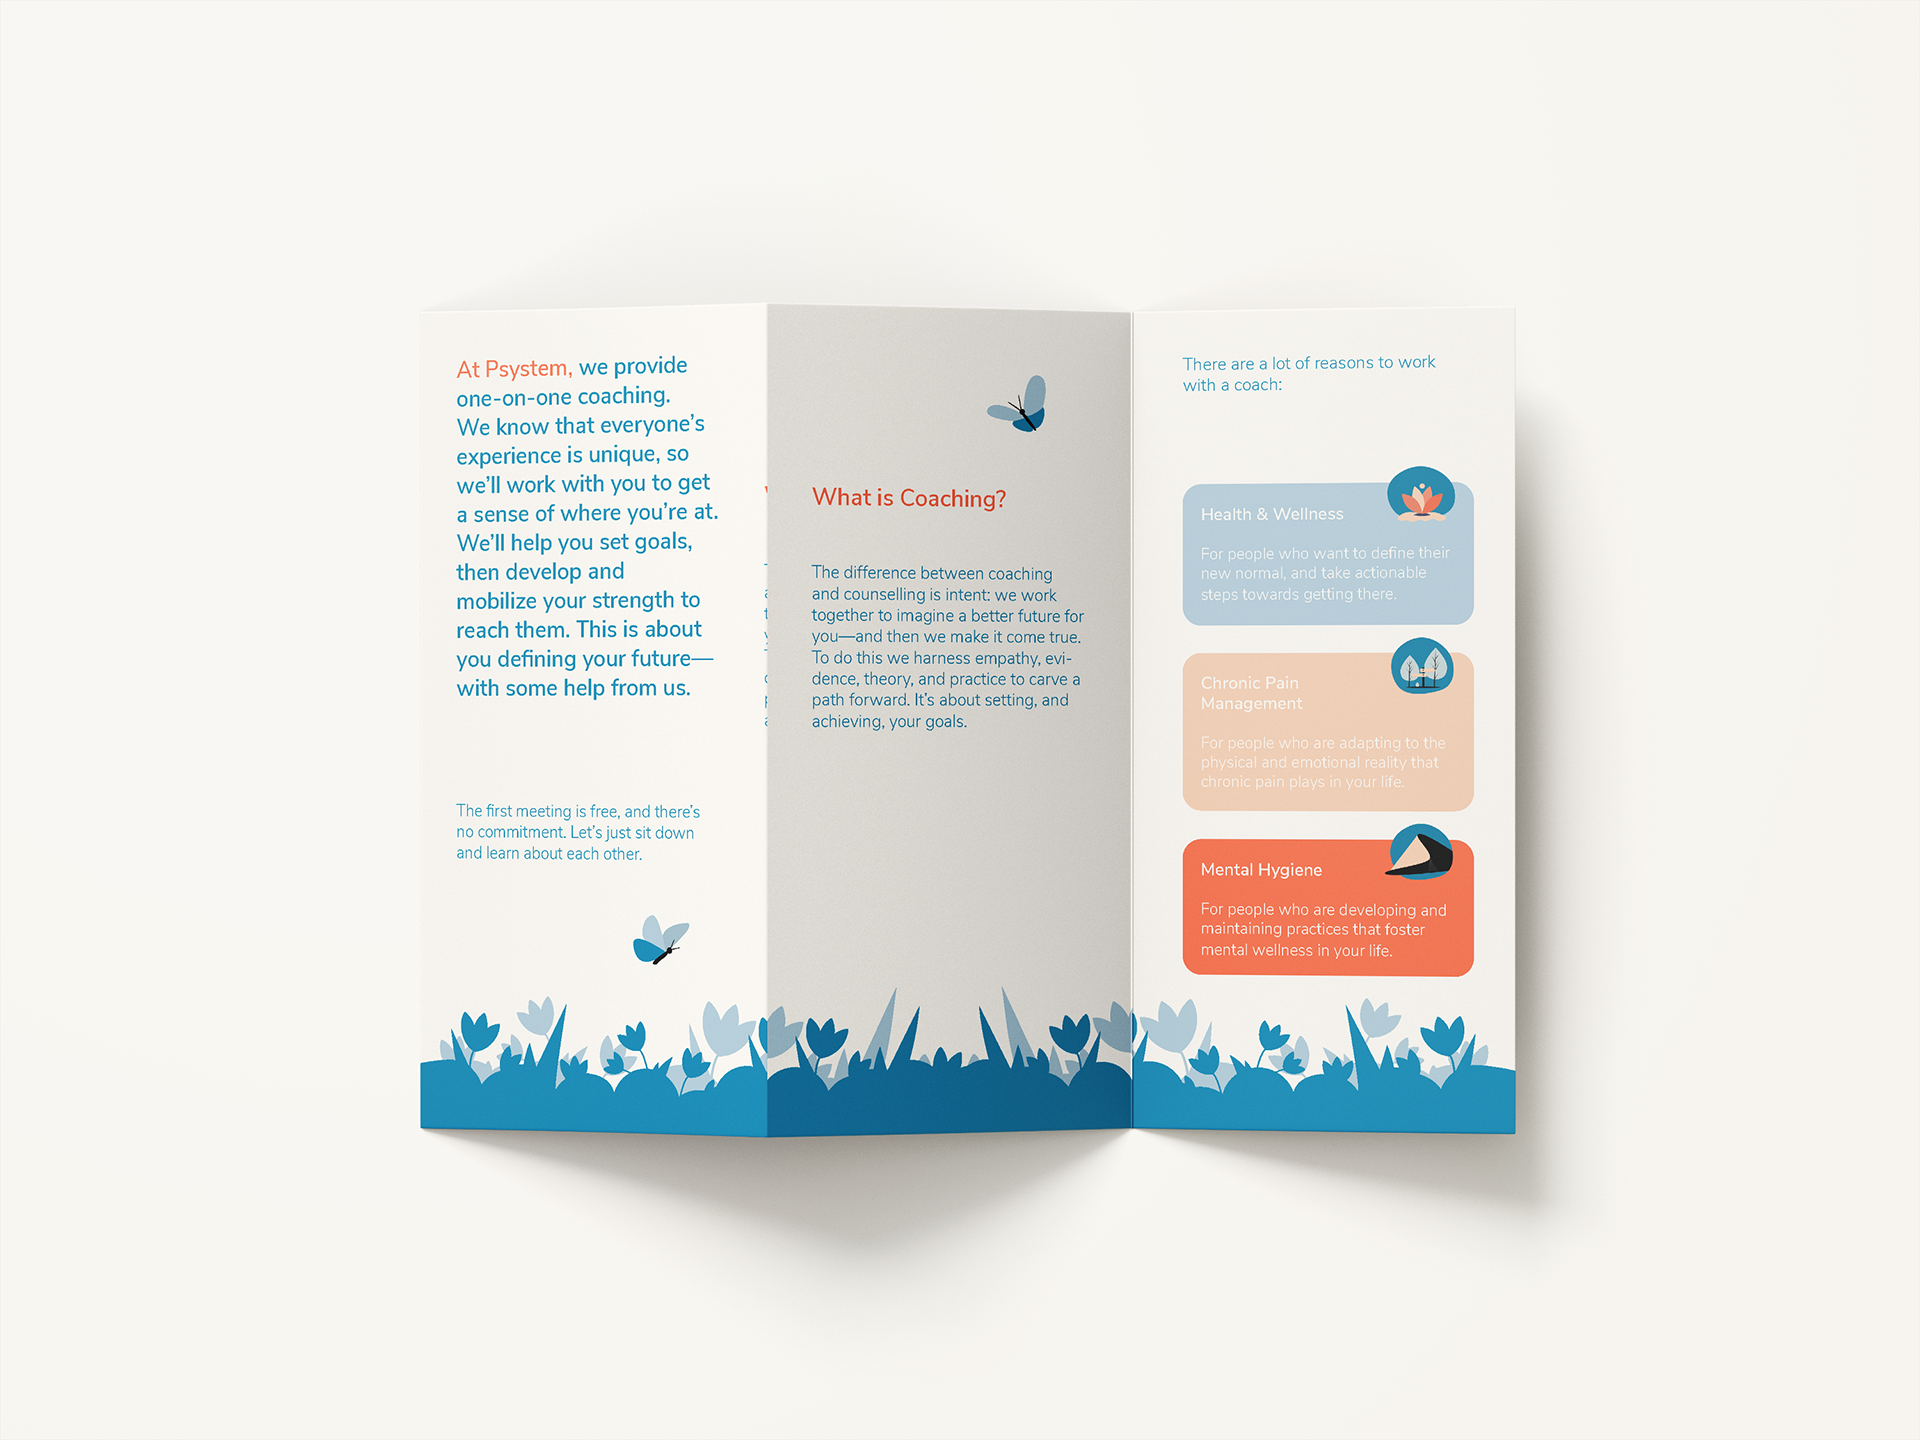 At Psystem, we provide
one-on-one coaching.
We know that everyone's
experience is unique, so
we'll work with you to get
a sense of where you're at.
We'll help you set goals,
then develop and
mobilize your strength to
reach them. This is about
you defining your future—
with some help from us.
The first meeting is free, and there's
no commitment. Let's just sit down
and learn about each other.
What is Coaching?
The difference between coaching
and counselling is intent: we work
together to imagine a better future for
you—and then we make it come true.
To do this we harness empathy, evi-
dence, theory, and practice to carve a
path forward. It's about setting, and
achieving, your goals.
There are a lot of reasons to work
with a coach:
Health & Wellness
For people who want to define their
new normal, and take actionable
steps towards getting there.
Chronic Pain
Management
For people who are adapting to the
physical and emotional reality that
chronic pain plays in your life.
Mental Hygiene
For people who are developing and
maintaining practices that foster
mental wellness in your life.